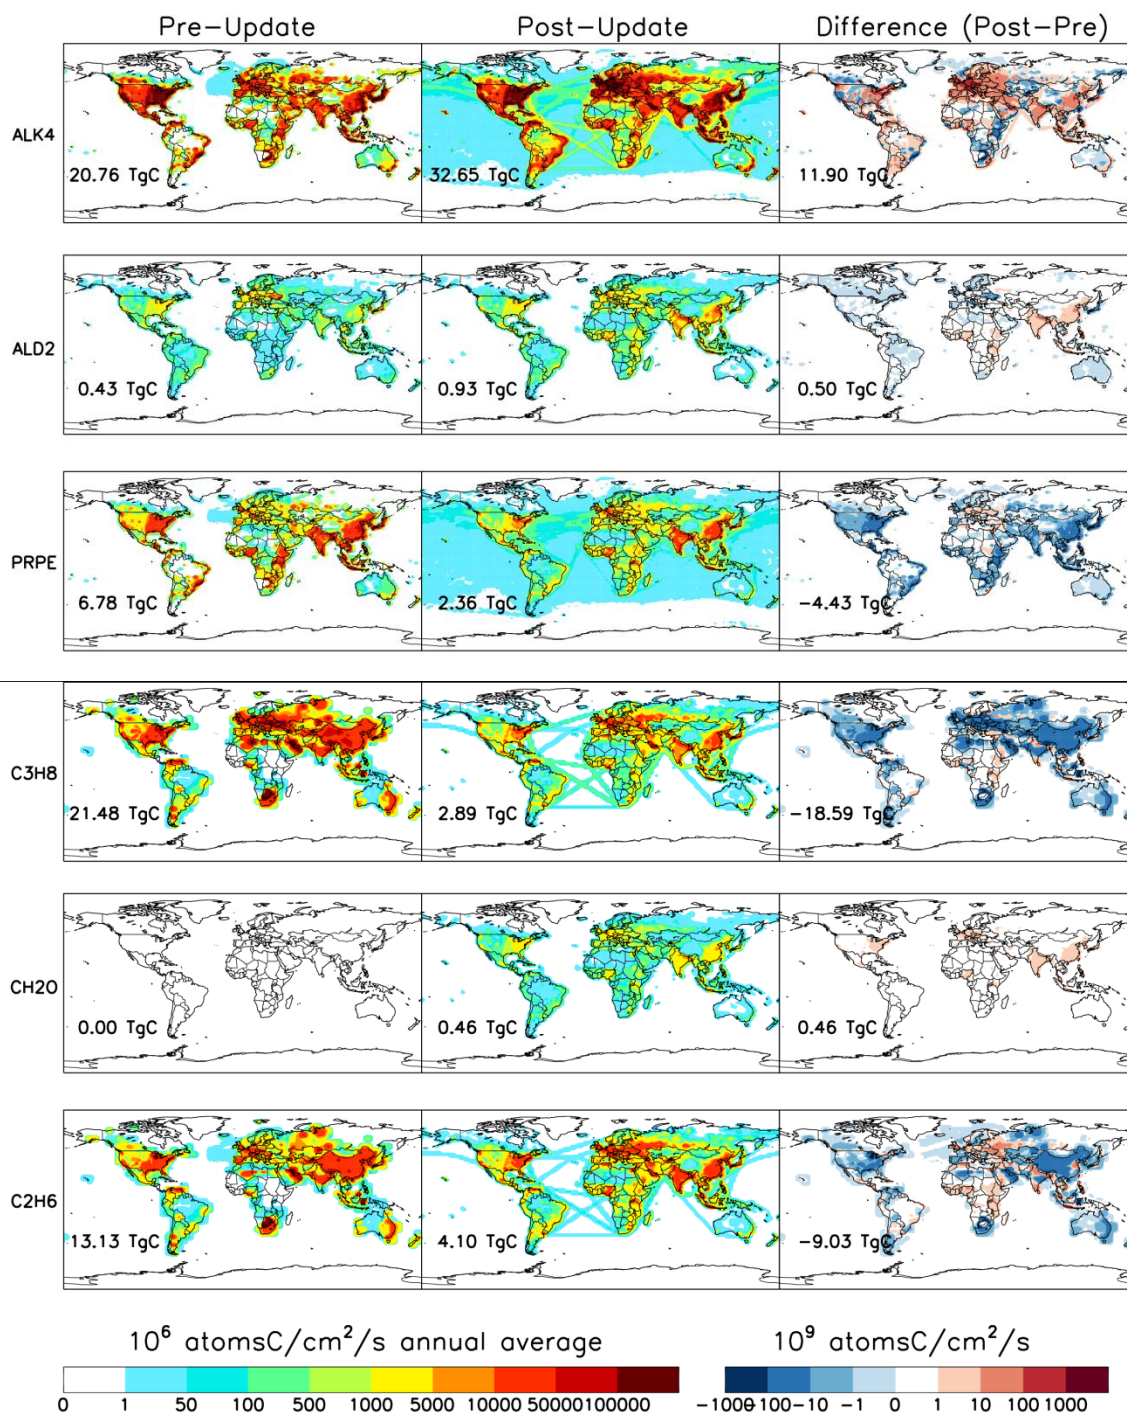 Pre-Update Post-Update Difference (Post-Pre)
ALK4 20.76 TgC 32.65 TgC 11.90 TgC
ALD2 0.43 TgC 0.93 TgC 0.50 TgC
PRPE 6.78 TgC 2.36 TgC -4.43 TgC
C3H8 21.48 TgC 2.89 TgC -18.59 TgC
CH2O 0.00 TgC 0.46 TgC 0.46 TgC
C2H6 13.13 TgC 4.10 TgC -9.03 TgC
10⁶ atomsC/cm²/s annual average 10⁹ atomsC/cm²/s
0 1 50 100 500 1000 5000 10000 50000 100000 -1000 -100 -10 -1 0 1 10 100 1000